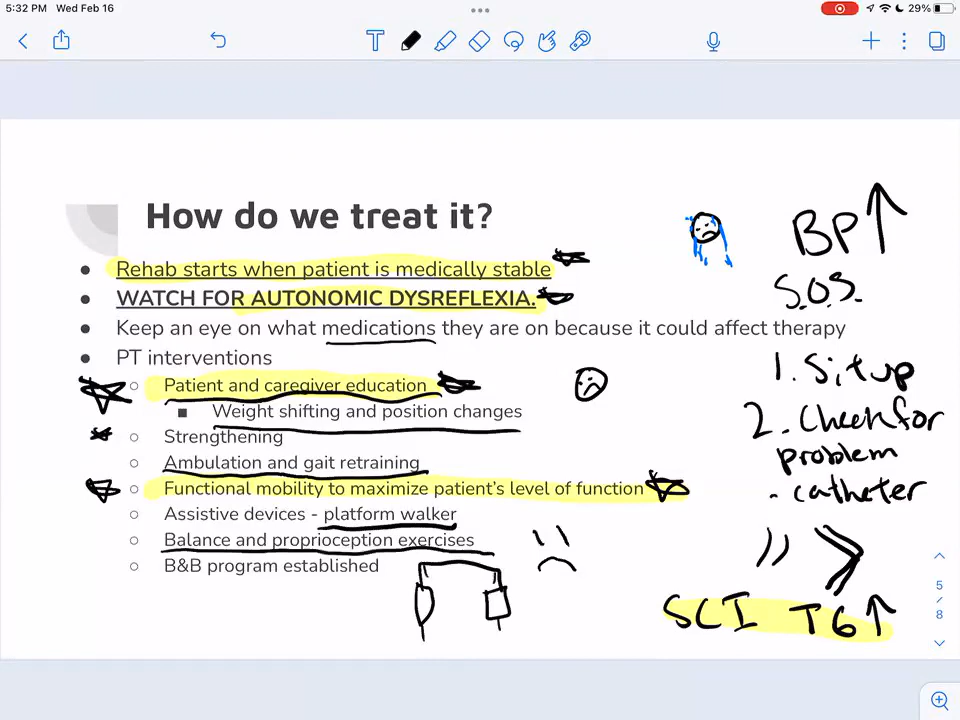 5:32 PM Wed Feb 16
29%
How do we treat it?
Rehab starts when patient is medically stable
WATCH FOR AUTONOMIC DYSREFLEXIA.
Keep an eye on what medications they are on because it could affect therapy
PT interventions
Patient and caregiver education
Weight shifting and position changes
Strengthening
Ambulation and gait retraining
Functional mobility to maximize patient's level of function
Assistive devices - platform walker
Balance and proprioception exercises
B&B program established
BP ↑
S.O.S.
1. Sit up
2. Check for
problem
- catheter
SCI T6 ↑
5
/
8